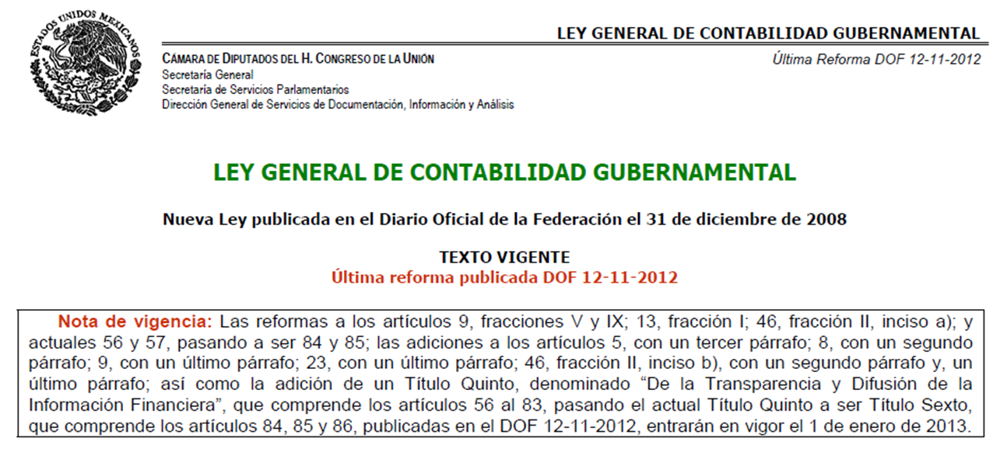 ESTADOS UNIDOS MEXICANOS
LEY GENERAL DE CONTABILIDAD GUBERNAMENTAL
CÁMARA DE DIPUTADOS DEL H. CONGRESO DE LA UNIÓN
Última Reforma DOF 12-11-2012
Secretaría General
Secretaría de Servicios Parlamentarios
Dirección General de Servicios de Documentación, Información y Análisis
LEY GENERAL DE CONTABILIDAD GUBERNAMENTAL
Nueva Ley publicada en el Diario Oficial de la Federación el 31 de diciembre de 2008
TEXTO VIGENTE
Última reforma publicada DOF 12-11-2012
Nota de vigencia: Las reformas a los artículos 9, fracciones V y IX; 13, fracción I; 46, fracción II, inciso a); y
actuales 56 y 57, pasando a ser 84 y 85; las adiciones a los artículos 5, con un tercer párrafo; 8, con un segundo
párrafo; 9, con un último párrafo; 23, con un último párrafo; 46, fracción II, inciso b), con un segundo párrafo y, un
último párrafo; así como la adición de un Título Quinto, denominado “De la Transparencia y Difusión de la
Información Financiera”, que comprende los artículos 56 al 83, pasando el actual Título Quinto a ser Título Sexto,
que comprende los artículos 84, 85 y 86, publicadas en el DOF 12-11-2012, entrarán en vigor el 1 de enero de 2013.